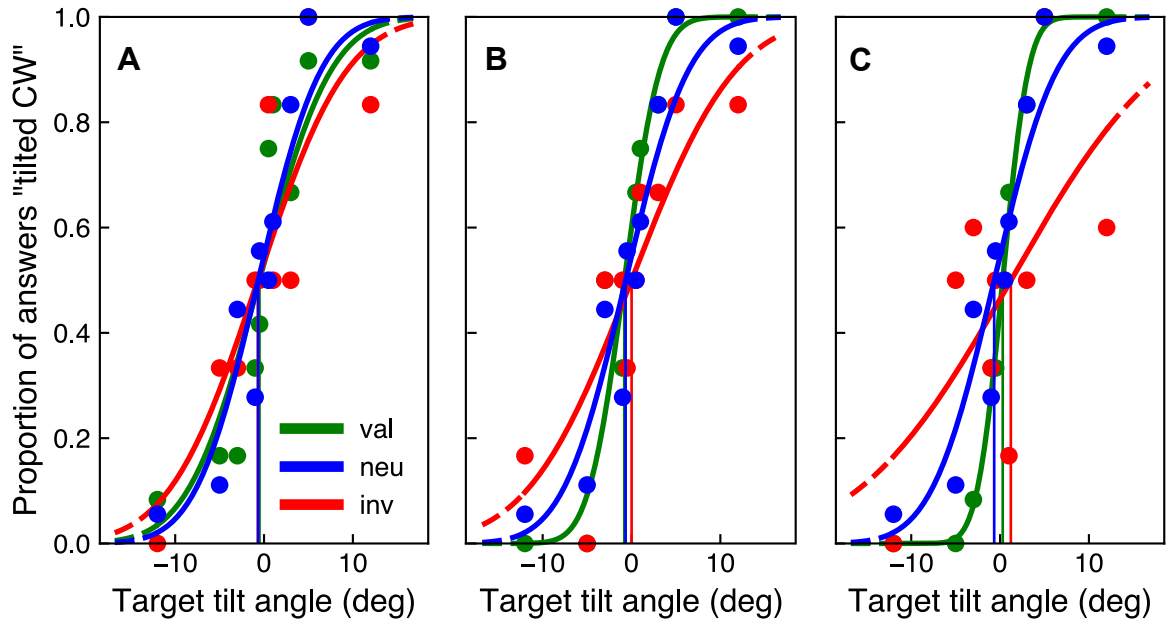 Proportion of answers "tilted CW"
1.0
0.8
0.6
0.4
0.2
0.0
A
B
C
val
neu
inv
−10 0 10
−10 0 10
−10 0 10
Target tilt angle (deg)
Target tilt angle (deg)
Target tilt angle (deg)